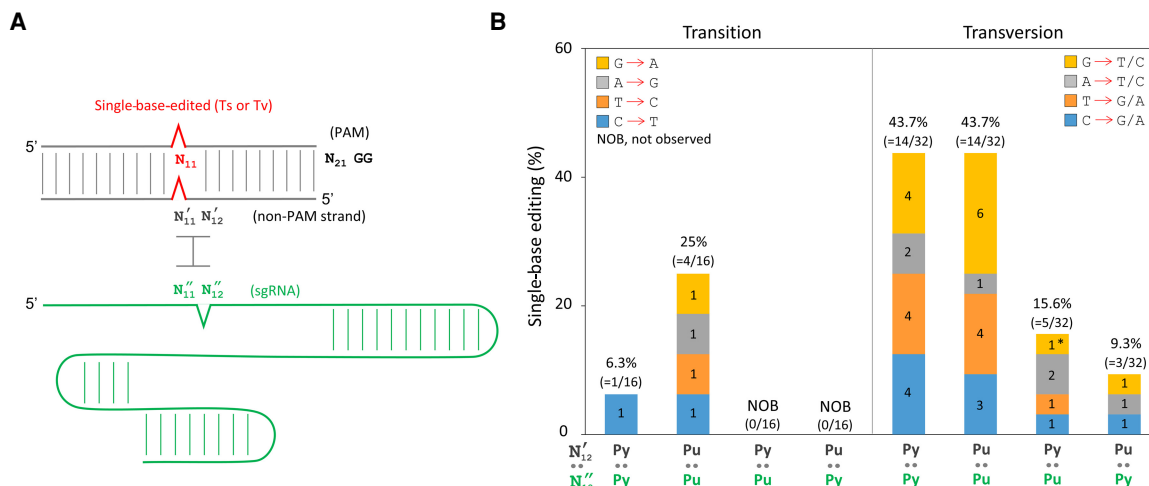 A
Single-base-edited (Ts or Tv)
(PAM)
5'
N11
N21 GG
5'
N'11 N'12
(non-PAM strand)
N''11 N''12
(sgRNA)
5'
B
Transition
Transversion
Single-base editing (%)
60
40
20
0
G → A
A → G
T → C
C → T
NOB, not observed
G → T/C
A → T/C
T → G/A
C → G/A
6.3%
(=1/16)
1
25%
(=4/16)
1
1
1
1
NOB
(0/16)
NOB
(0/16)
43.7%
(=14/32)
4
2
4
4
43.7%
(=14/32)
6
1
4
3
15.6%
(=5/32)
1*
2
1
1
9.3%
(=3/32)
1
1
1
N'12 Py Pu Py Pu Py Pu Py Pu
Py Pu Pu Py Py Pu Pu Py